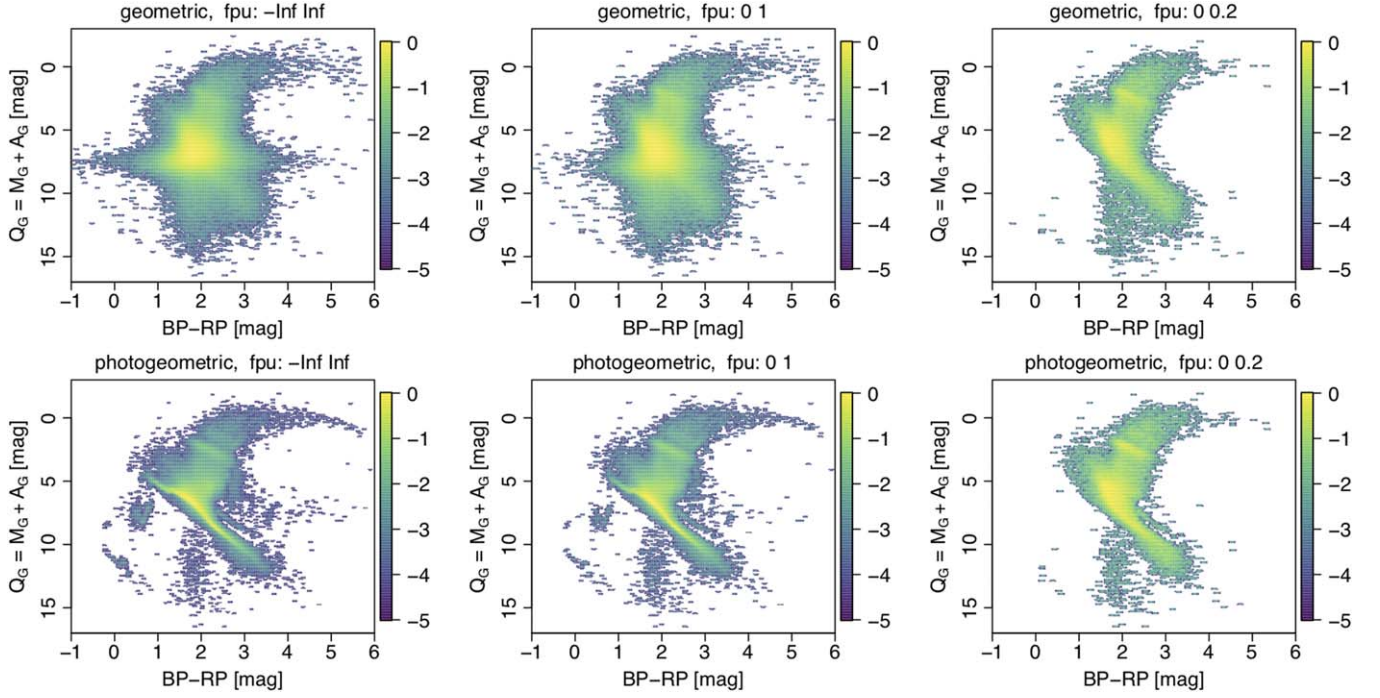 geometric, fpu: −Inf Inf
Q_G = M_G + A_G [mag]
0
5
10
15
−1 0 1 2 3 4 5 6
BP−RP [mag]
0
−1
−2
−3
−4
−5
geometric, fpu: 0 1
Q_G = M_G + A_G [mag]
0
5
10
15
−1 0 1 2 3 4 5 6
BP−RP [mag]
0
−1
−2
−3
−4
−5
geometric, fpu: 0 0.2
Q_G = M_G + A_G [mag]
0
5
10
15
−1 0 1 2 3 4 5 6
BP−RP [mag]
0
−1
−2
−3
−4
−5
photogeometric, fpu: −Inf Inf
Q_G = M_G + A_G [mag]
0
5
10
15
−1 0 1 2 3 4 5 6
BP−RP [mag]
0
−1
−2
−3
−4
−5
photogeometric, fpu: 0 1
Q_G = M_G + A_G [mag]
0
5
10
15
−1 0 1 2 3 4 5 6
BP−RP [mag]
0
−1
−2
−3
−4
−5
photogeometric, fpu: 0 0.2
Q_G = M_G + A_G [mag]
0
5
10
15
−1 0 1 2 3 4 5 6
BP−RP [mag]
0
−1
−2
−3
−4
−5